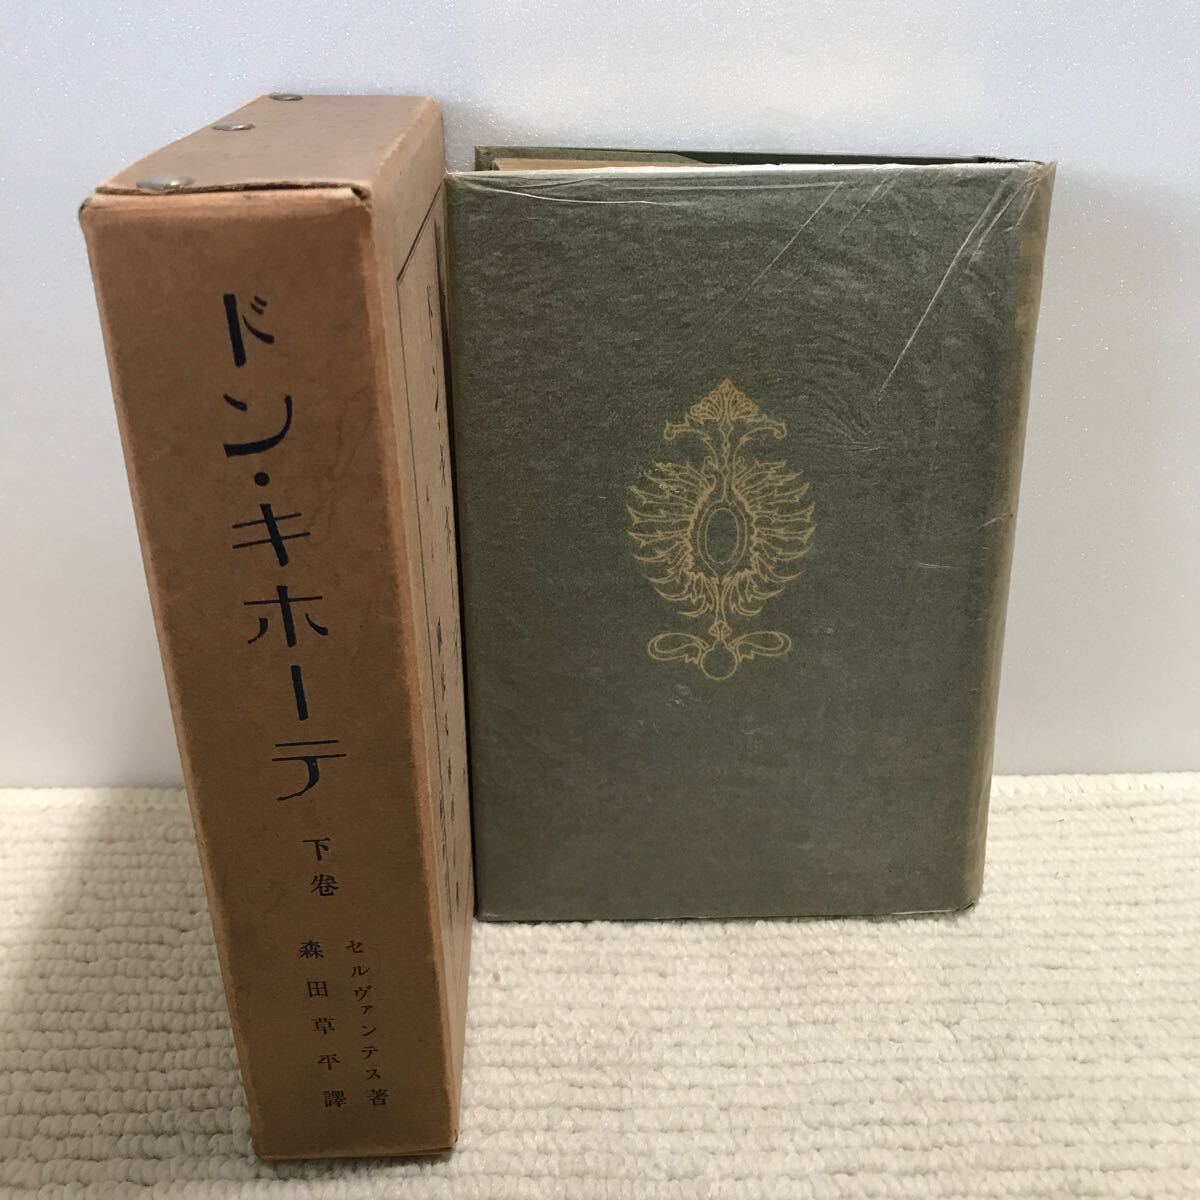 ドン・キホーテ
下卷
セルヴァンテス著
森田草平譯